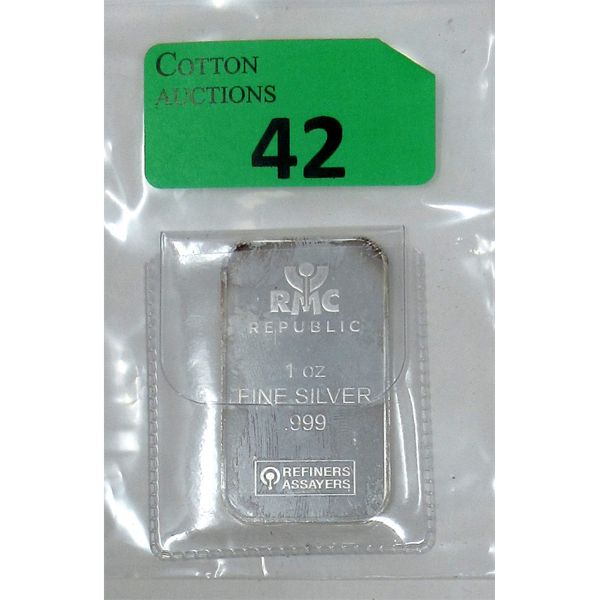 COTTON
AUCTIONS
42
RMC
REPUBLIC
1 oz
FINE SILVER
.999
REFINERS
ASSAYERS